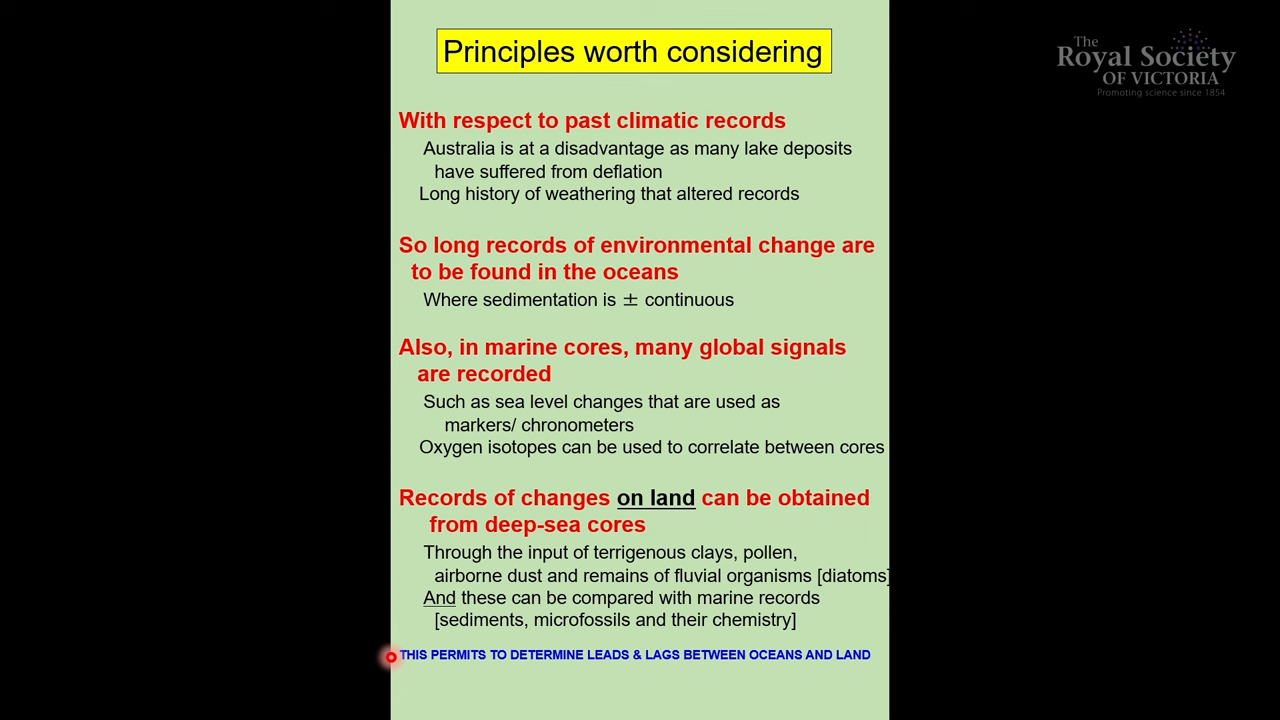 Principles worth considering
The
Royal Society
OF VICTORIA
Promoting science since 1854
With respect to past climatic records
Australia is at a disadvantage as many lake deposits
have suffered from deflation
Long history of weathering that altered records
So long records of environmental change are
to be found in the oceans
Where sedimentation is ± continuous
Also, in marine cores, many global signals
are recorded
Such as sea level changes that are used as
markers/ chronometers
Oxygen isotopes can be used to correlate between cores
Records of changes on land can be obtained
from deep-sea cores
Through the input of terrigenous clays, pollen,
airborne dust and remains of fluvial organisms [diatoms]
And these can be compared with marine records
[sediments, microfossils and their chemistry]
THIS PERMITS TO DETERMINE LEADS & LAGS BETWEEN OCEANS AND LAND